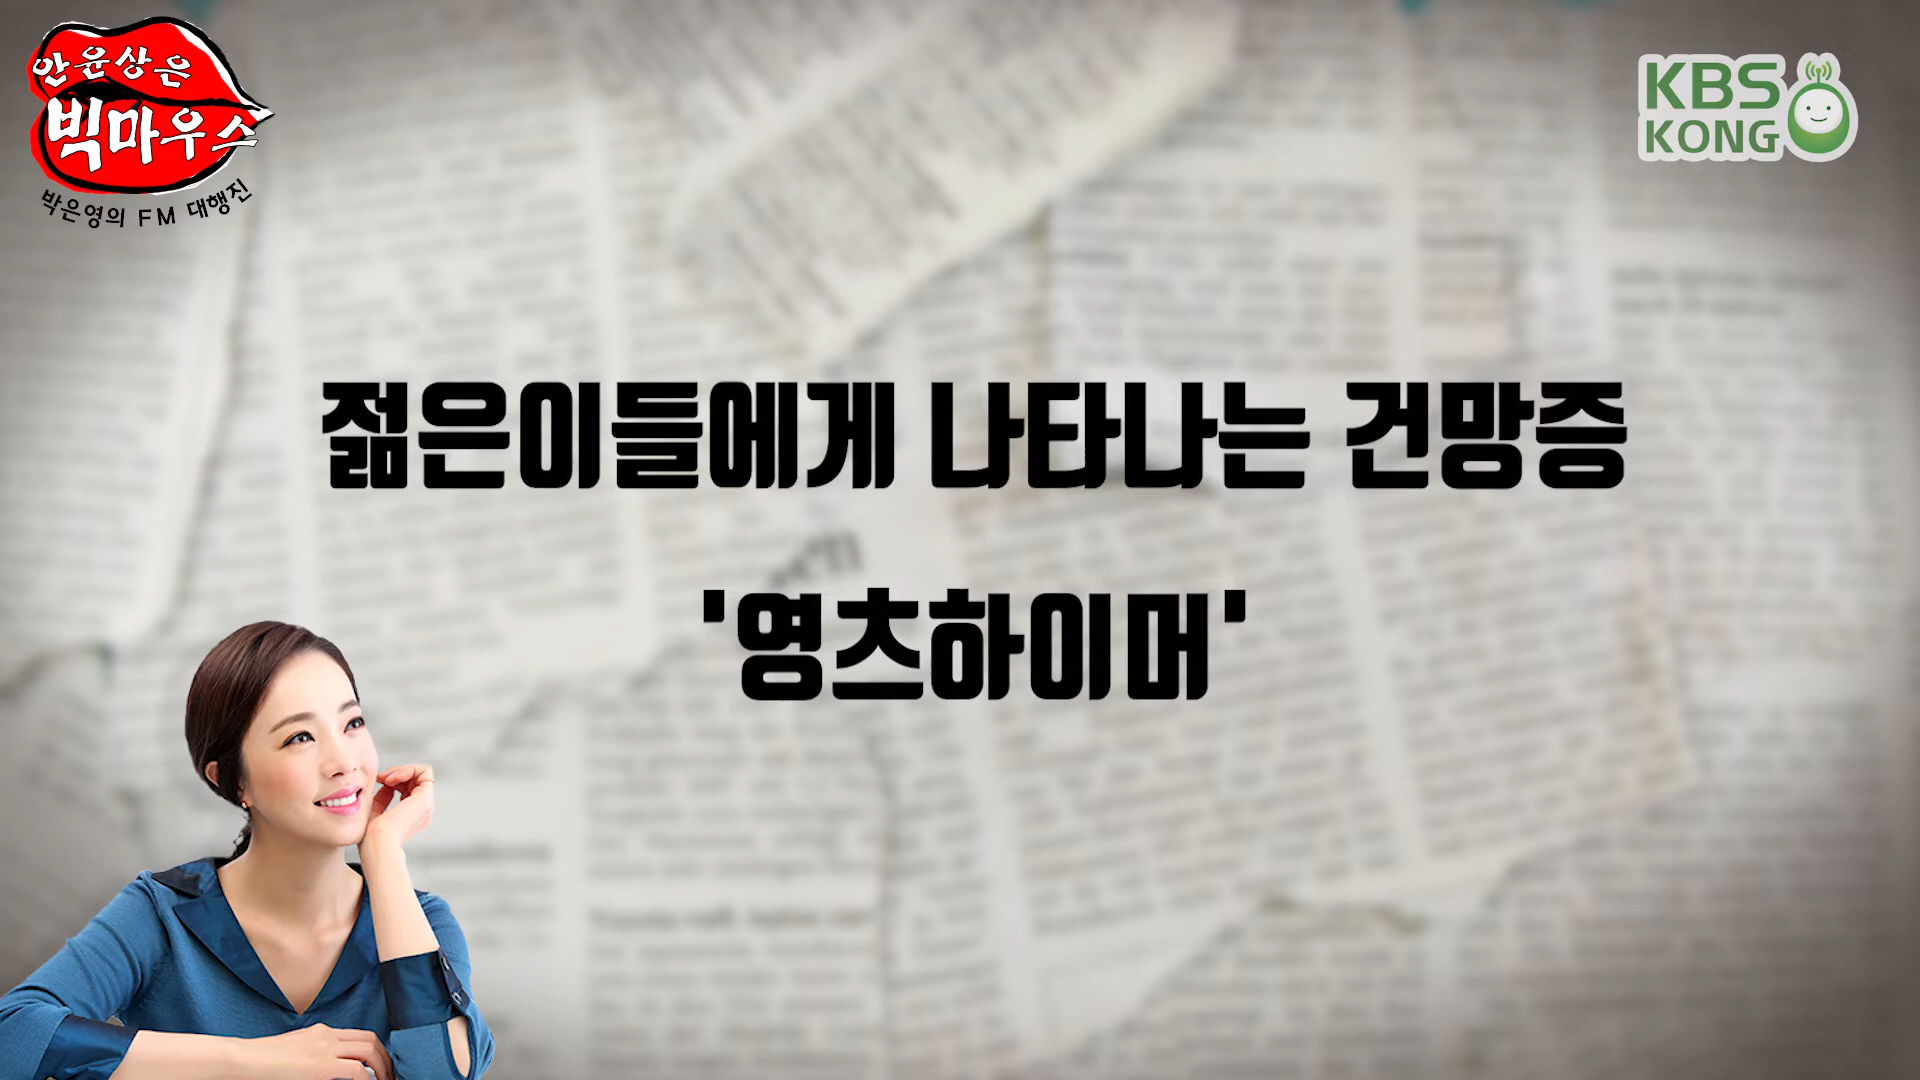 안윤상은
빅마우스
박은영의 FM 대행진
KBS
KONG
젊은이들에게 나타나는 건망증
'영츠하이머'